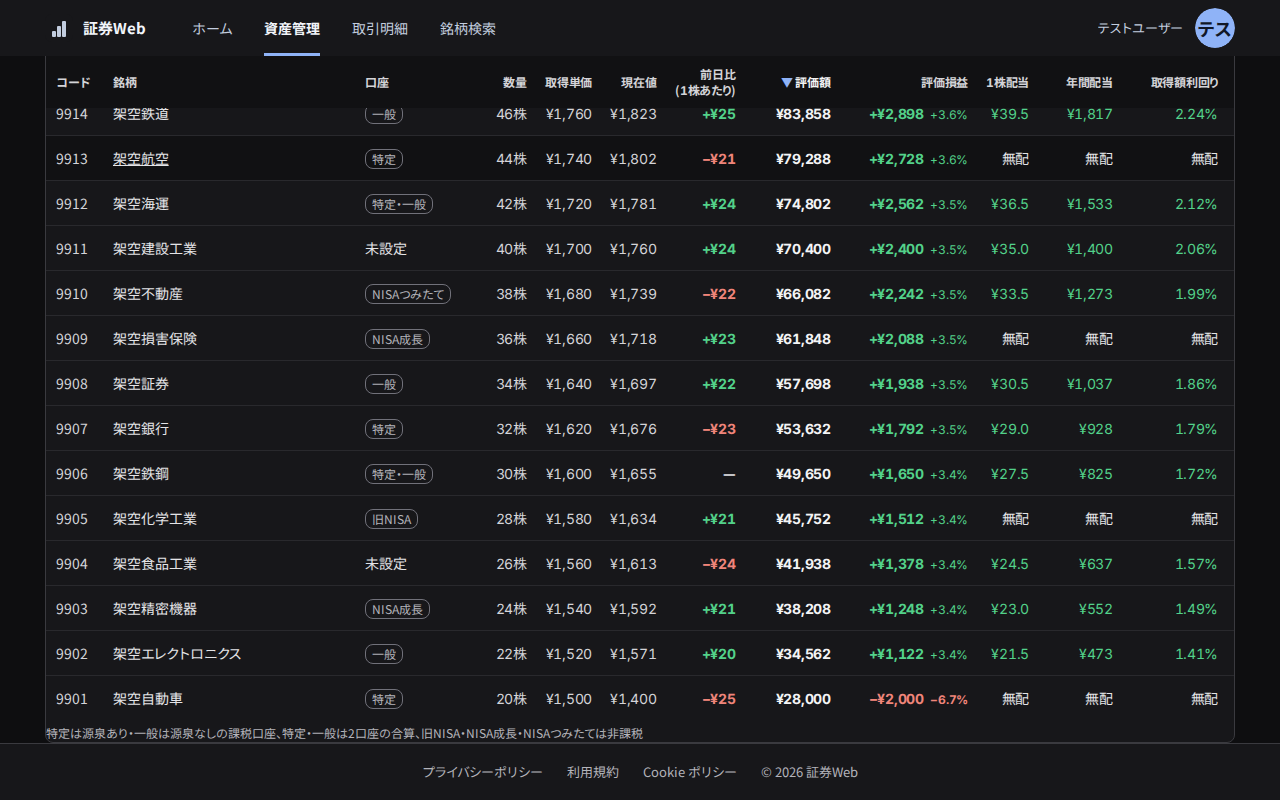 証券Web ホーム 資産管理 取引明細 銘柄検索 テストユーザー テス
コード 銘柄 口座 数量 取得単価 現在値 前日比 (1株あたり) ▼評価額 評価損益 1株配当 年間配当 取得額利回り
9914 架空鉄道 一般 46株 ¥1,760 ¥1,823 +¥25 ¥83,858 +¥2,898 +3.6% ¥39.5 ¥1,817 2.24%
9913 架空航空 特定 44株 ¥1,740 ¥1,802 −¥21 ¥79,288 +¥2,728 +3.6% 無配 無配 無配
9912 架空海運 特定・一般 42株 ¥1,720 ¥1,781 +¥24 ¥74,802 +¥2,562 +3.5% ¥36.5 ¥1,533 2.12%
9911 架空建設工業 未設定 40株 ¥1,700 ¥1,760 +¥24 ¥70,400 +¥2,400 +3.5% ¥35.0 ¥1,400 2.06%
9910 架空不動産 NISAつみたて 38株 ¥1,680 ¥1,739 −¥22 ¥66,082 +¥2,242 +3.5% ¥33.5 ¥1,273 1.99%
9909 架空損害保険 NISA成長 36株 ¥1,660 ¥1,718 +¥23 ¥61,848 +¥2,088 +3.5% 無配 無配 無配
9908 架空証券 一般 34株 ¥1,640 ¥1,697 +¥22 ¥57,698 +¥1,938 +3.5% ¥30.5 ¥1,037 1.86%
9907 架空銀行 特定 32株 ¥1,620 ¥1,676 −¥23 ¥53,632 +¥1,792 +3.5% ¥29.0 ¥928 1.79%
9906 架空鉄鋼 特定・一般 30株 ¥1,600 ¥1,655 — ¥49,650 +¥1,650 +3.4% ¥27.5 ¥825 1.72%
9905 架空化学工業 旧NISA 28株 ¥1,580 ¥1,634 +¥21 ¥45,752 +¥1,512 +3.4% 無配 無配 無配
9904 架空食品工業 未設定 26株 ¥1,560 ¥1,613 −¥24 ¥41,938 +¥1,378 +3.4% ¥24.5 ¥637 1.57%
9903 架空精密機器 NISA成長 24株 ¥1,540 ¥1,592 +¥21 ¥38,208 +¥1,248 +3.4% ¥23.0 ¥552 1.49%
9902 架空エレクトロニクス 一般 22株 ¥1,520 ¥1,571 +¥20 ¥34,562 +¥1,122 +3.4% ¥21.5 ¥473 1.41%
9901 架空自動車 特定 20株 ¥1,500 ¥1,400 −¥25 ¥28,000 −¥2,000 −6.7% 無配 無配 無配
特定は源泉あり・一般は源泉なしの課税口座、特定・一般は2口座の合算、旧NISA・NISA成長・NISAつみたては非課税
プライバシーポリシー 利用規約 Cookie ポリシー © 2026 証券Web